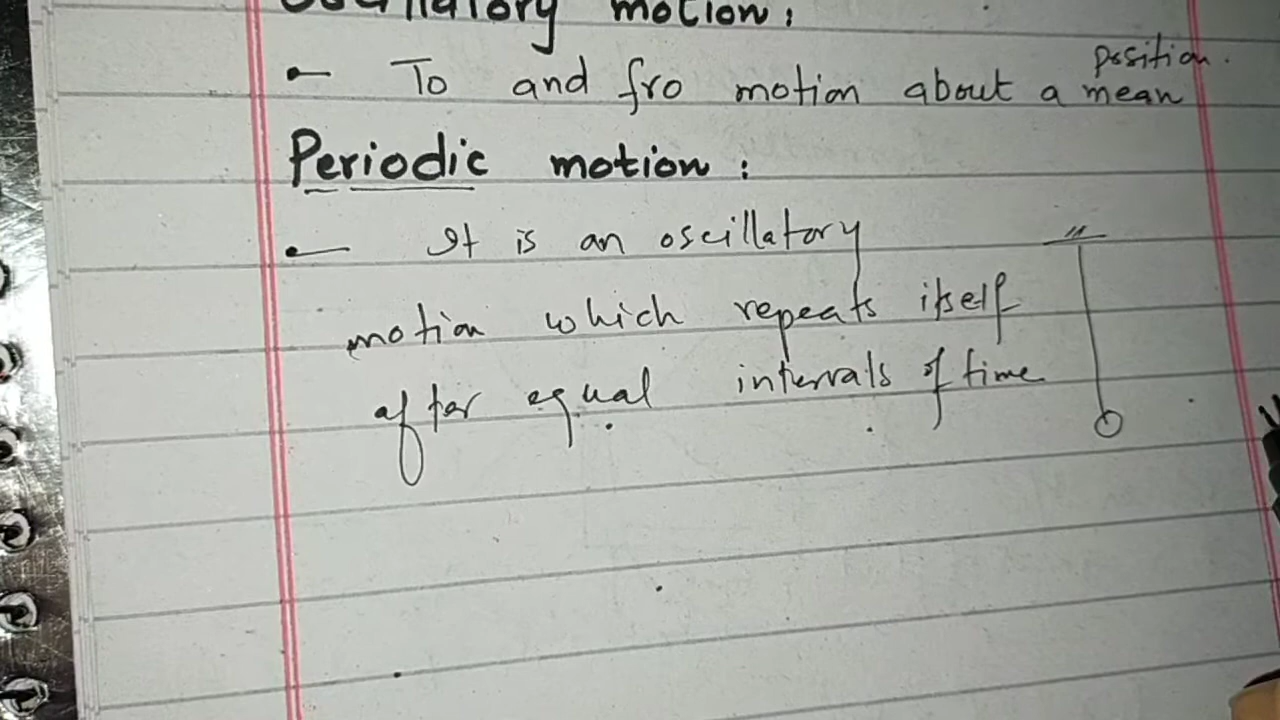 Oscillatory motion:
To and fro motion about a mean position.
Periodic motion:
It is an oscillatory
motion which repeats itself
after equal intervals of time